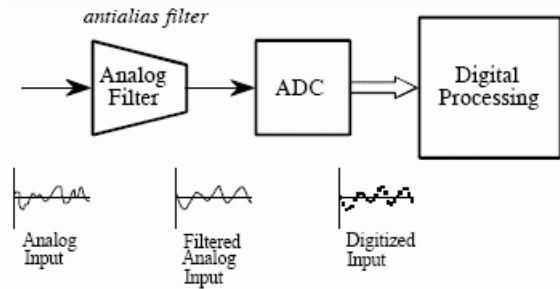 antialias filter
Analog
Filter
ADC
Digital
Processing
Analog
Input
Filtered
Analog
Input
Digitized
Input